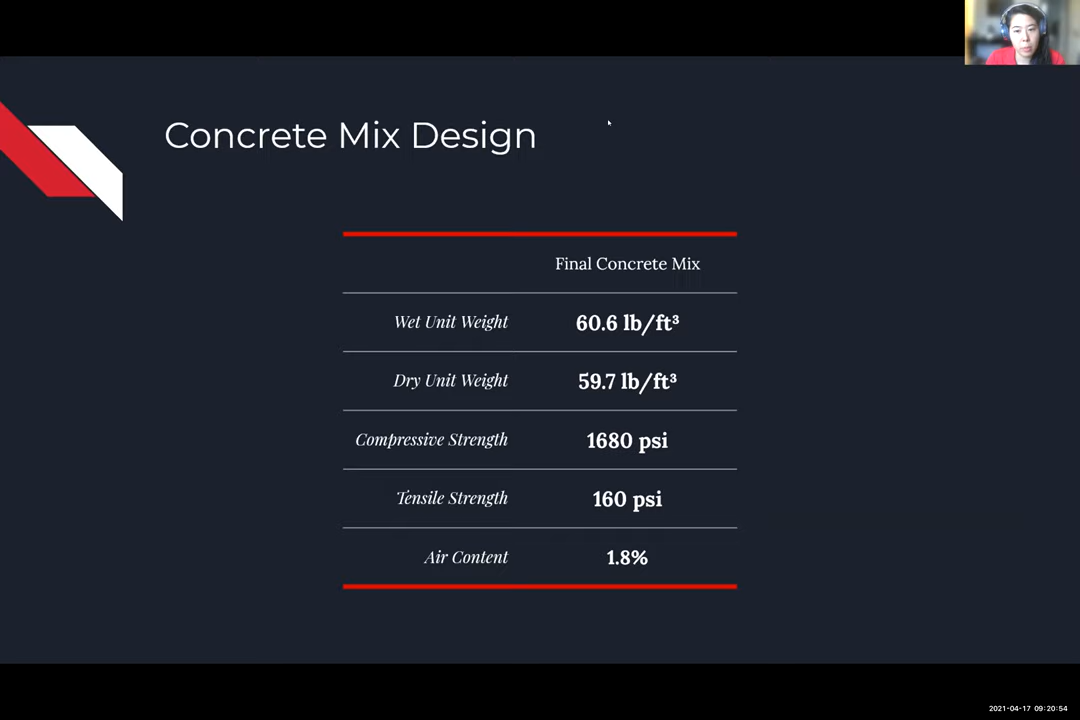 Concrete Mix Design
Final Concrete Mix
Wet Unit Weight 60.6 lb/ft³
Dry Unit Weight 59.7 lb/ft³
Compressive Strength 1680 psi
Tensile Strength 160 psi
Air Content 1.8%
2021-04-17 09:20:54